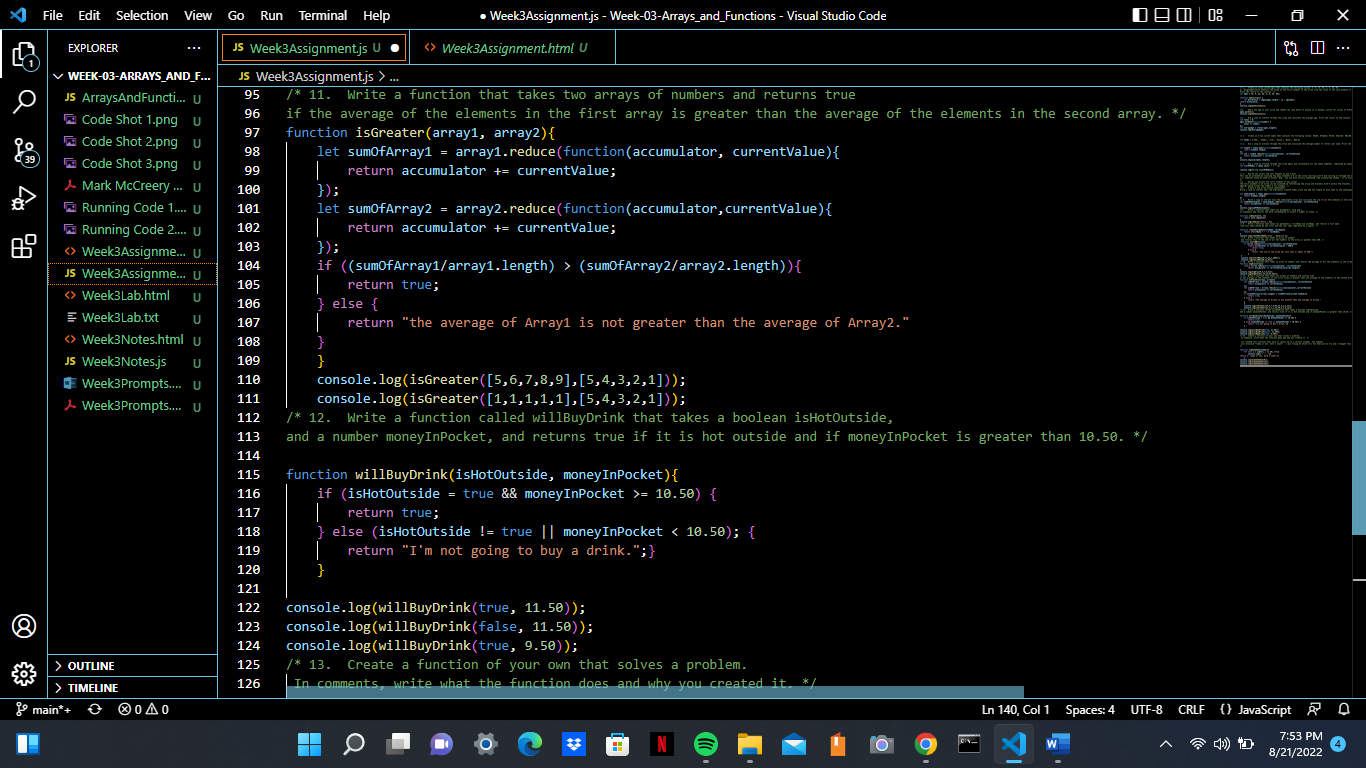 File Edit Selection View Go Run Terminal Help
● Week3Assignment.js - Week-03-Arrays_and_Functions - Visual Studio Code
EXPLORER
JS Week3Assignment.js U ●
<> Week3Assignment.html U
WEEK-03-ARRAYS_AND_F...
JS Week3Assignment.js > ...
JS ArraysAndFuncti... U
Code Shot 1.png U
Code Shot 2.png U
Code Shot 3.png U
Mark McCreery ... U
Running Code 1.... U
Running Code 2.... U
<> Week3Assignme... U
JS Week3Assignme... U
<> Week3Lab.html U
Week3Lab.txt U
<> Week3Notes.html U
JS Week3Notes.js U
Week3Prompts.... U
Week3Prompts.... U
OUTLINE
TIMELINE
1
39
95 /* 11.  Write a function that takes two arrays of numbers and returns true
96 if the average of the elements in the first array is greater than the average of the elements in the second array. */
97 function isGreater(array1, array2){
98     let sumOfArray1 = array1.reduce(function(accumulator, currentValue){
99         return accumulator += currentValue;
100     });
101     let sumOfArray2 = array2.reduce(function(accumulator,currentValue){
102         return accumulator += currentValue;
103     });
104     if ((sumOfArray1/array1.length) > (sumOfArray2/array2.length)){
105         return true;
106     } else {
107         return "the average of Array1 is not greater than the average of Array2."
108     }
109     }
110     console.log(isGreater([5,6,7,8,9],[5,4,3,2,1]));
111     console.log(isGreater([1,1,1,1,1],[5,4,3,2,1]));
112 /* 12.  Write a function called willBuyDrink that takes a boolean isHotOutside,
113 and a number moneyInPocket, and returns true if it is hot outside and if moneyInPocket is greater than 10.50. */
114
115 function willBuyDrink(isHotOutside, moneyInPocket){
116     if (isHotOutside = true && moneyInPocket >= 10.50) {
117         return true;
118     } else (isHotOutside != true || moneyInPocket < 10.50); {
119         return "I'm not going to buy a drink.";}
120     }
121
122 console.log(willBuyDrink(true, 11.50));
123 console.log(willBuyDrink(false, 11.50));
124 console.log(willBuyDrink(true, 9.50));
125 /* 13.  Create a function of your own that solves a problem.
126  In comments, write what the function does and why you created it. */
main*+ 0 0
Ln 140, Col 1 Spaces: 4 UTF-8 CRLF {} JavaScript
7:53 PM
8/21/2022
4